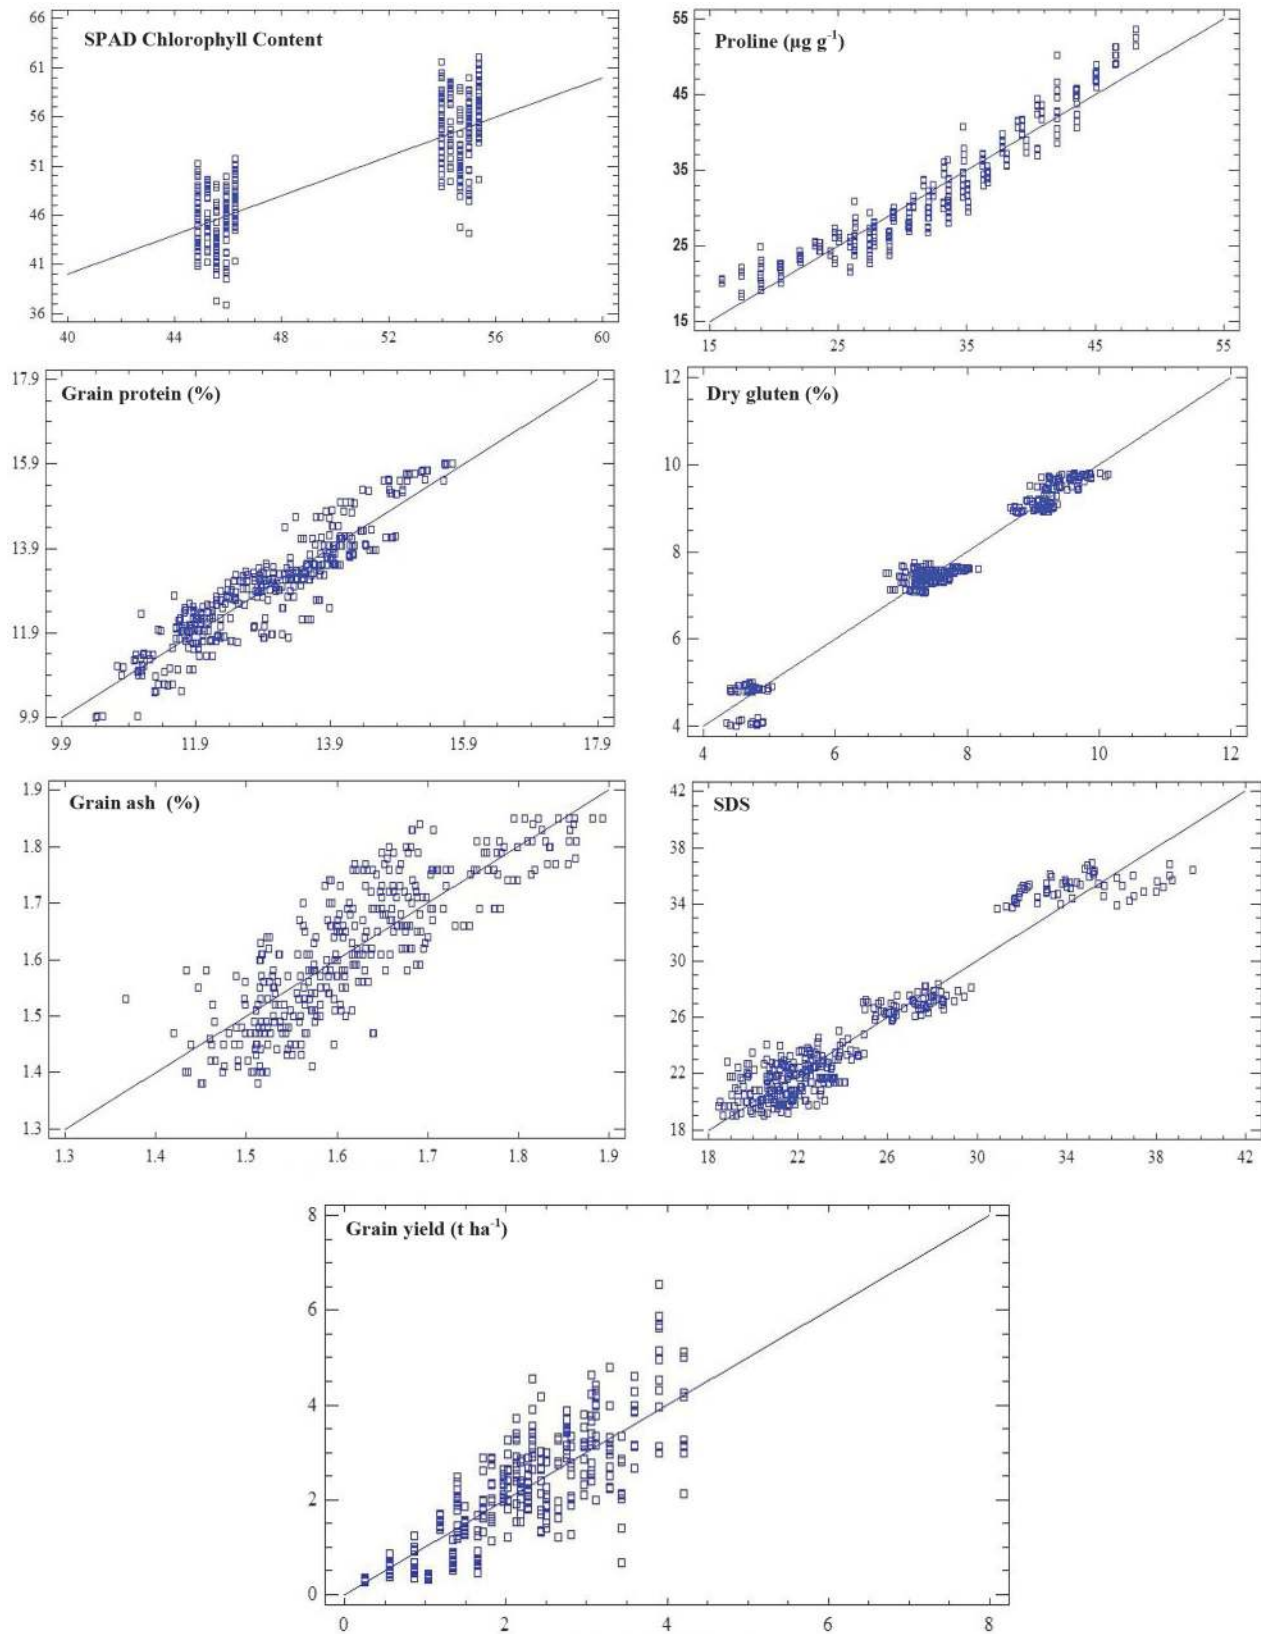 SPAD Chlorophyll Content
66
61
56
51
46
41
36
40 44 48 52 56 60
Proline (µg g-1)
55
45
35
25
15
15 25 35 45 55
Grain protein (%)
17.9
15.9
13.9
11.9
9.9
9.9 11.9 13.9 15.9 17.9
Dry gluten (%)
12
10
8
6
4
4 6 8 10 12
Grain ash (%)
1.9
1.8
1.7
1.6
1.5
1.4
1.3
1.3 1.4 1.5 1.6 1.7 1.8 1.9
SDS
42
38
34
30
26
22
18
18 22 26 30 34 38 42
Grain yield (t ha-1)
8
6
4
2
0
0 2 4 6 8